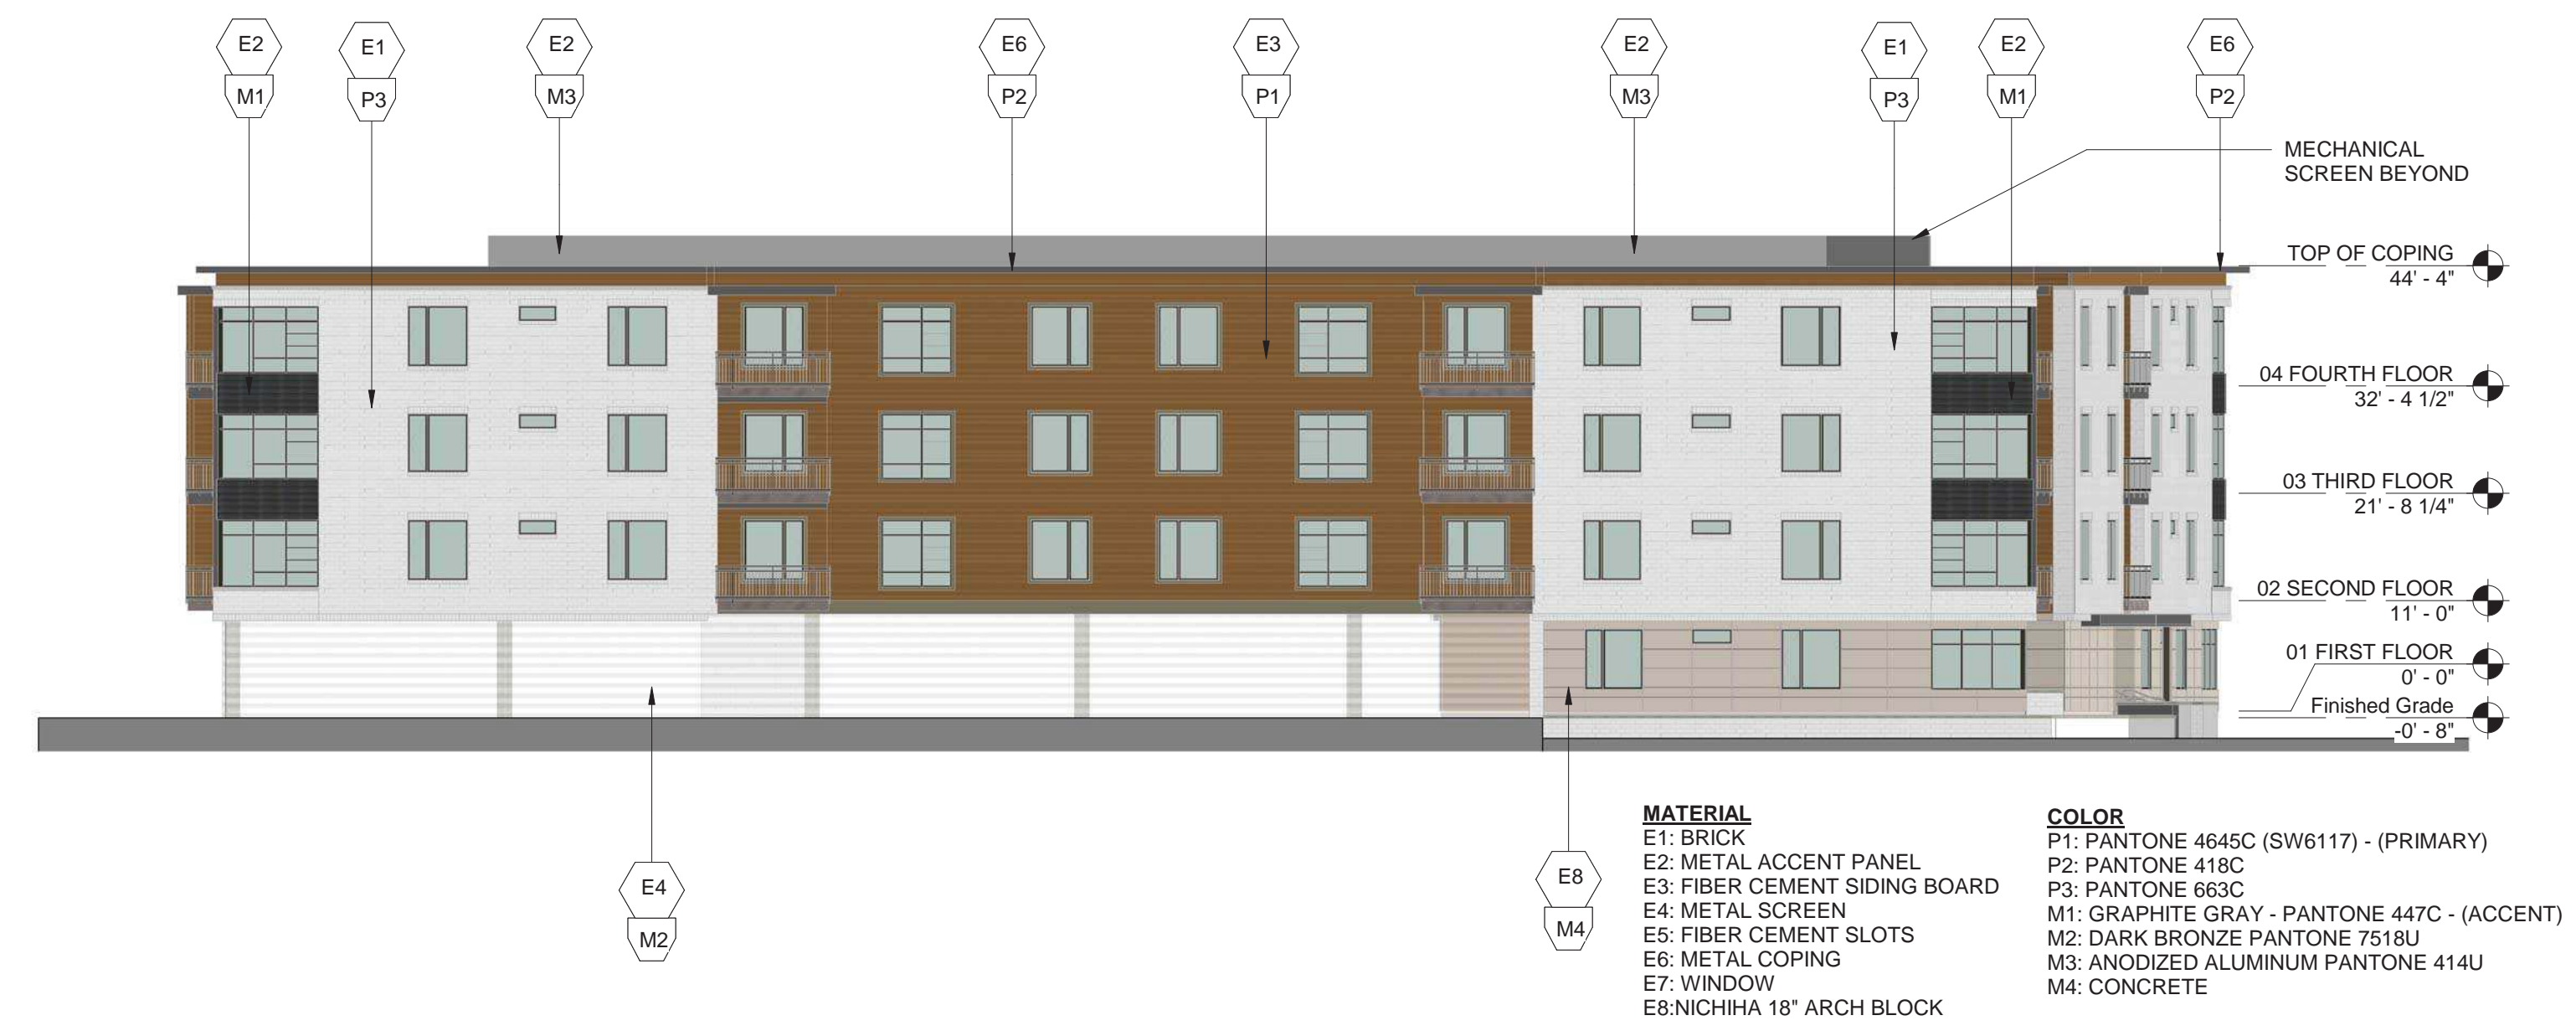 E2
M1
E1
P3
E2
M3
E6
P2
E3
P1
E2
M3
E1
P3
E2
M1
E6
P2
MECHANICAL
SCREEN BEYOND
TOP OF COPING
44' - 4"
04 FOURTH FLOOR
32' - 4 1/2"
03 THIRD FLOOR
21' - 8 1/4"
02 SECOND FLOOR
11' - 0"
01 FIRST FLOOR
0' - 0"
Finished Grade
-0' - 8"
E4
M2
E8
M4
MATERIAL
E1: BRICK
E2: METAL ACCENT PANEL
E3: FIBER CEMENT SIDING BOARD
E4: METAL SCREEN
E5: FIBER CEMENT SLOTS
E6: METAL COPING
E7: WINDOW
E8:NICHIHA 18" ARCH BLOCK
COLOR
P1: PANTONE 4645C (SW6117) - (PRIMARY)
P2: PANTONE 418C
P3: PANTONE 663C
M1: GRAPHITE GRAY - PANTONE 447C - (ACCENT)
M2: DARK BRONZE PANTONE 7518U
M3: ANODIZED ALUMINUM PANTONE 414U
M4: CONCRETE